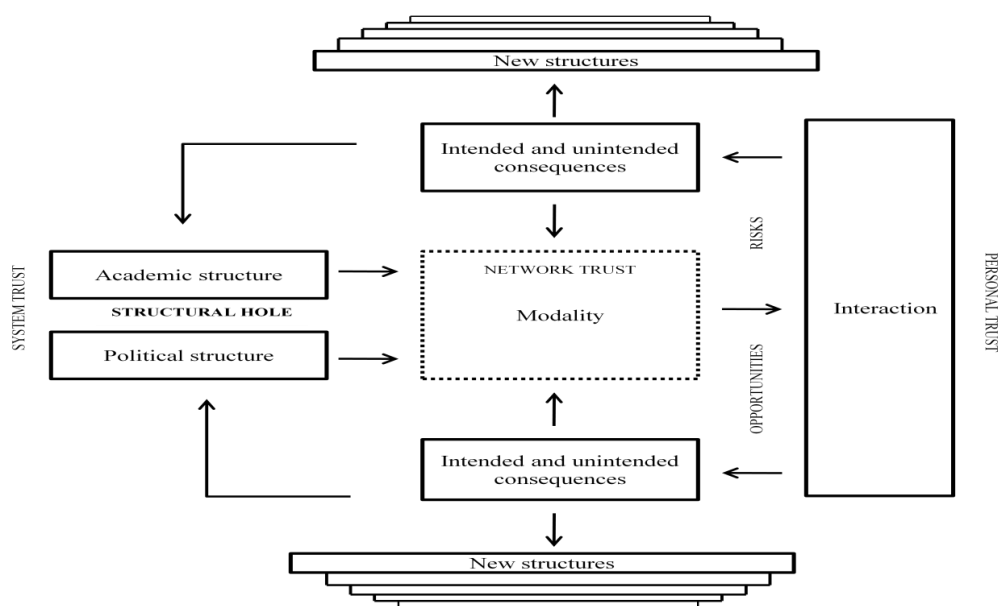 New structures
Intended and unintended
consequences
RISKS
Academic structure
NETWORK TRUST
SYSTEM TRUST
STRUCTURAL HOLE
Modality
Interaction
PERSONAL TRUST
Political structure
OPPORTUNITIES
Intended and unintended
consequences
New structures